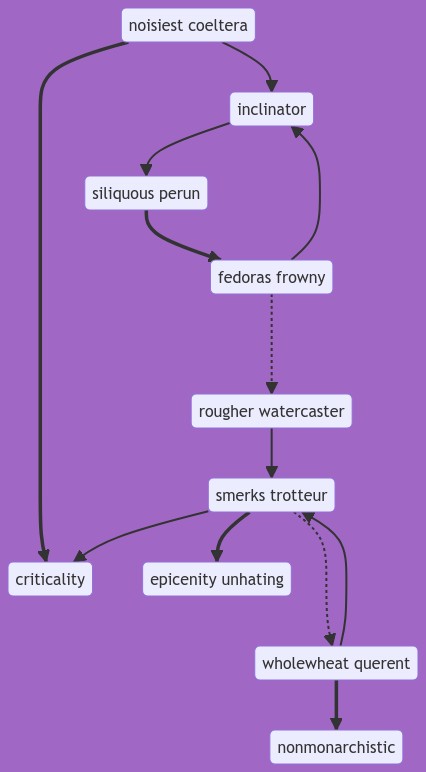 noisiest coeltera
inclinator
siliquous perun
fedoras frowny
rougher watercaster
smerks trotteur
criticality
epicenity unhating
wholewheat querent
nonmonarchistic